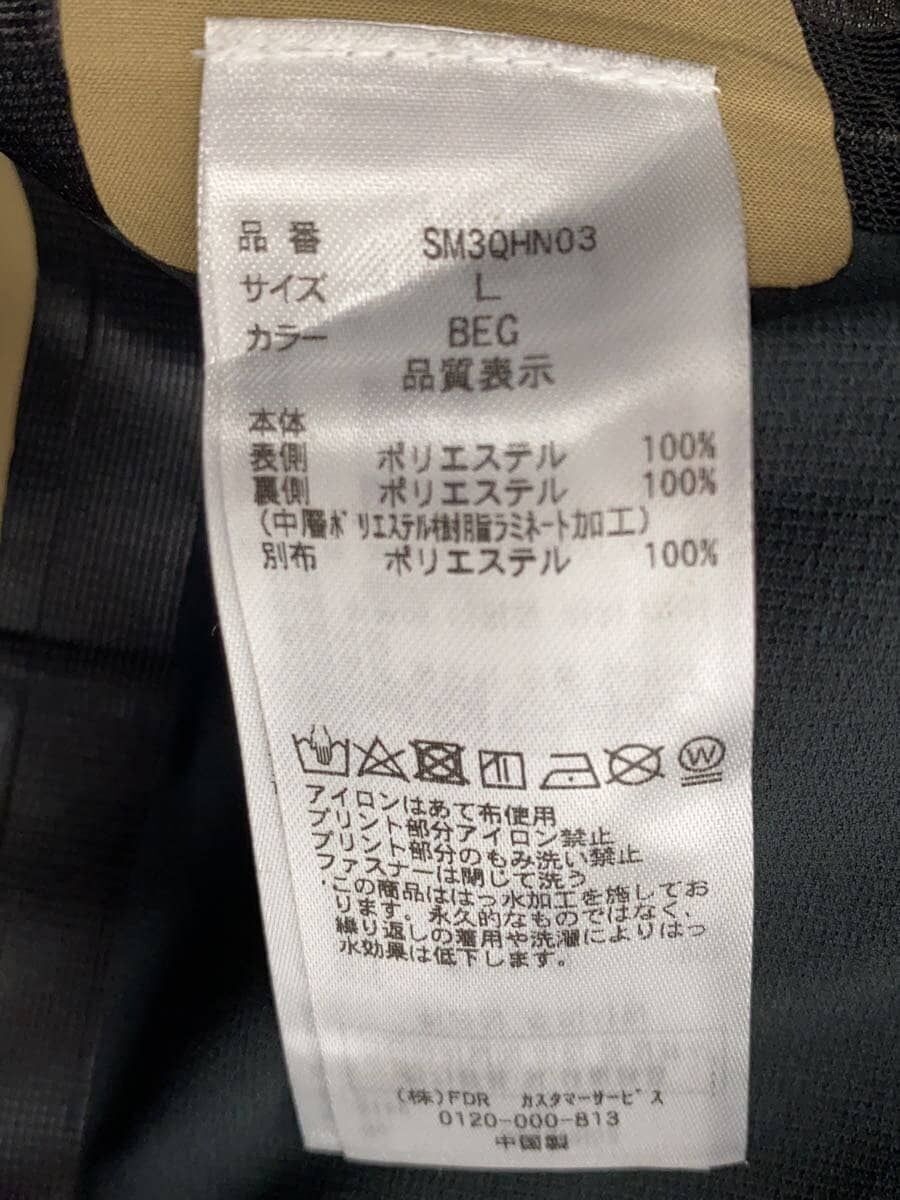 品番 SM3QHN03
サイズ L
カラー BEG
品質表示
本体
表側 ポリエステル 100%
裏側 ポリエステル 100%
(中層ポリエステル樹脂ラミネート加工)
別布 ポリエステル 100%
W
アイロンはあて布使用
プリント部分アイロン禁止
プリント部分のもみ洗い禁止
ファスナーは閉じて洗う
・この商品ははっ水加工を施してお
ります。永久的なものではなく、
繰り返しの着用や洗濯によりはっ
水効果は低下します。
(株)FDR カスタマーサービス
0120-000-813
中国製